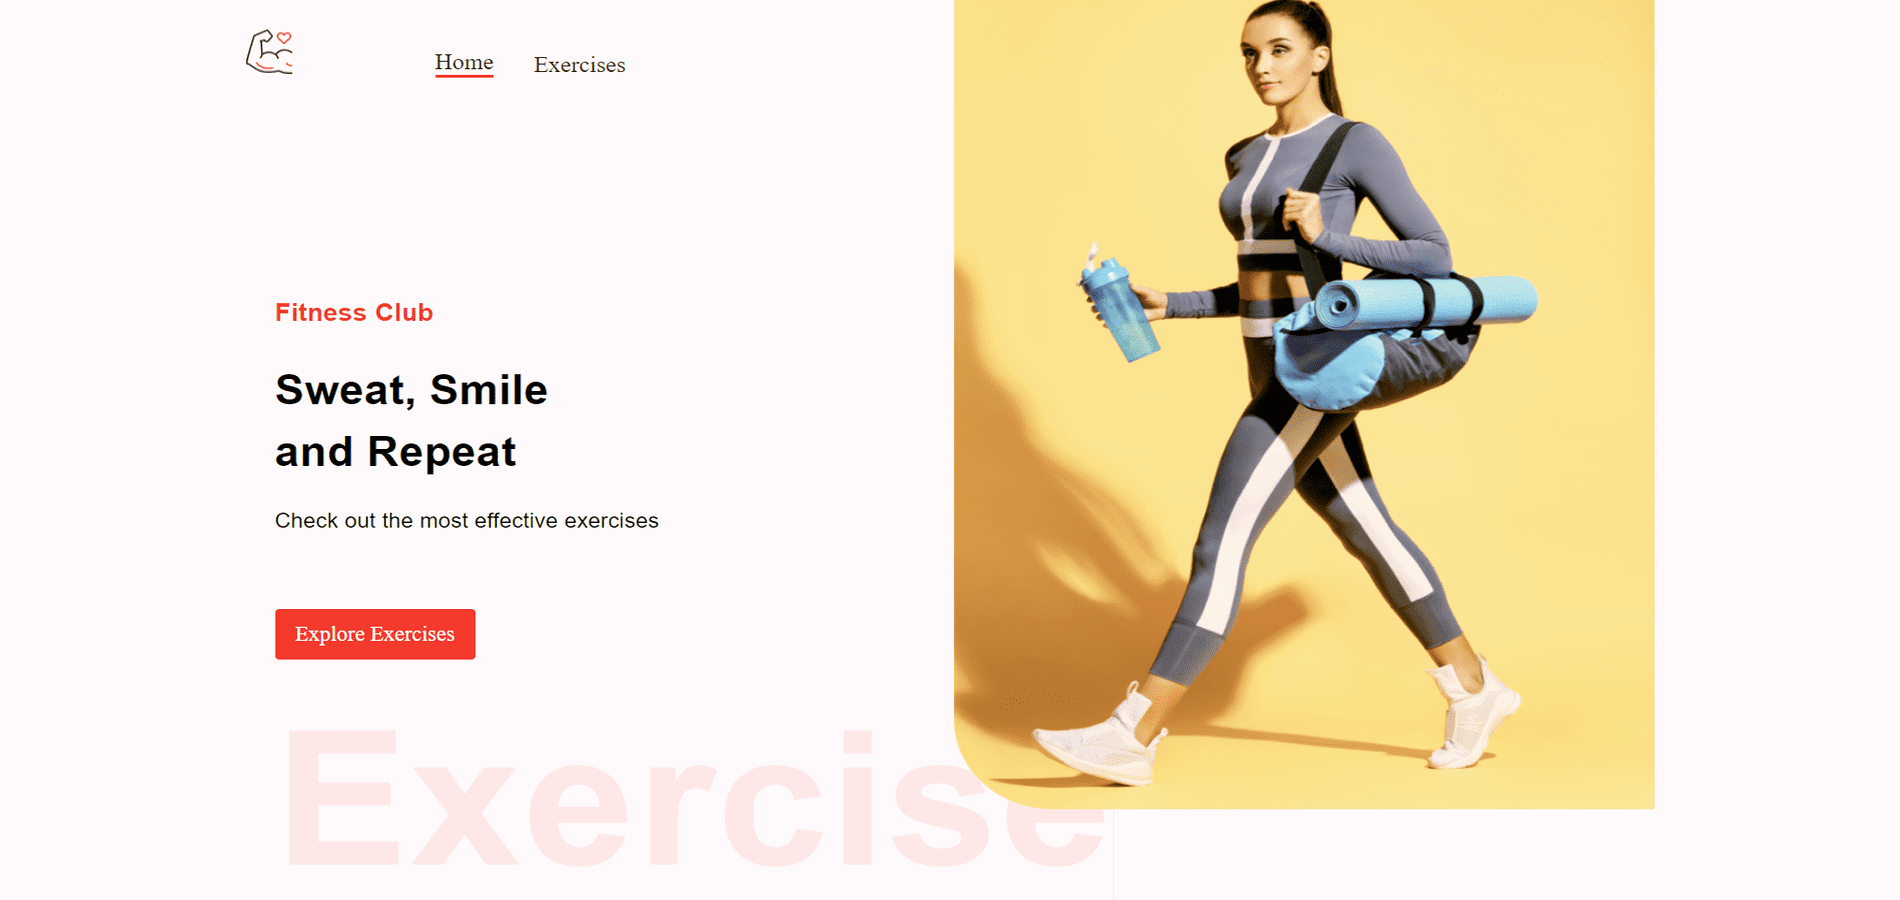 Home
Exercises
Fitness Club
Sweat, Smile
and Repeat
Check out the most effective exercises
Explore Exercises
Exercise